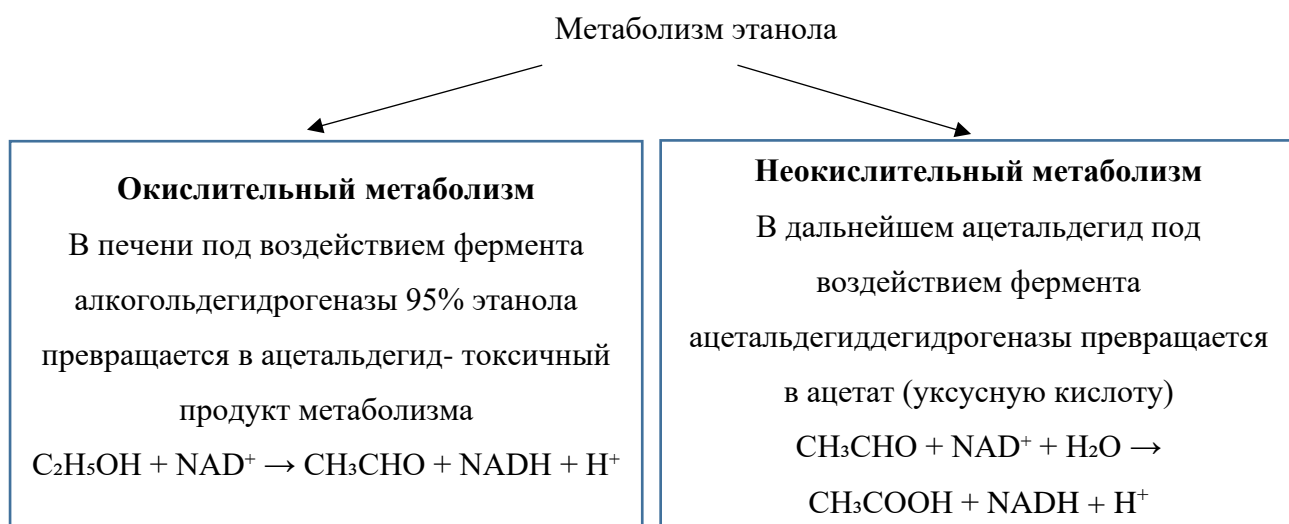 Метаболизм этанола
Окислительный метаболизм
В печени под воздействием фермента
алкогольдегидрогеназы 95% этанола
превращается в ацетальдегид- токсичный
продукт метаболизма
C₂H₅OH + NAD⁺ → CH₃CHO + NADH + H⁺
Неокислительный метаболизм
В дальнейшем ацетальдегид под
воздействием фермента
ацетальдегиддегидрогеназы превращается
в ацетат (уксусную кислоту)
CH₃CHO + NAD⁺ + H₂O →
CH₃COOH + NADH + H⁺